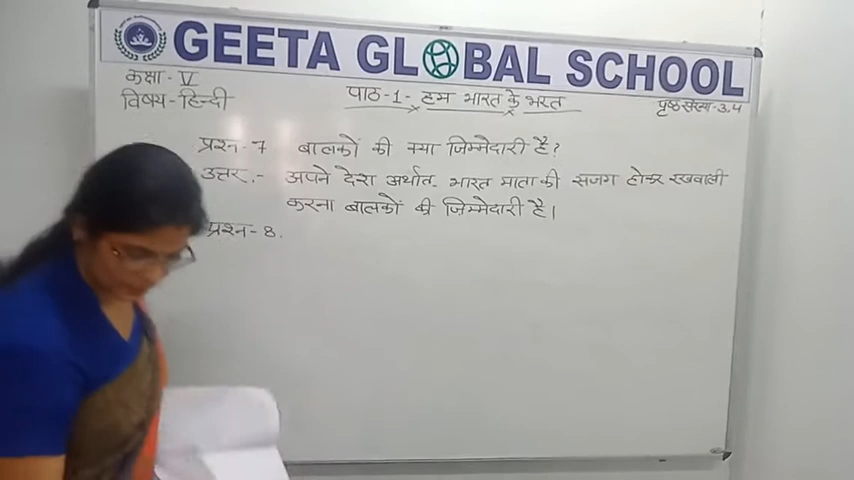 GEETA GLOBAL SCHOOL
कक्षा - V
विषय - हिन्दी
पाठ-1- हम भारत के भरत
पृष्ठ संख्या-3,4
प्रश्न - 7 बालकों की क्या जिम्मेदारी है?
उत्तर.- अपने देश अर्थात् भारत माता की सजग होकर रखवाली
करना बालकों की जिम्मेदारी है।
प्रश्न - 8.